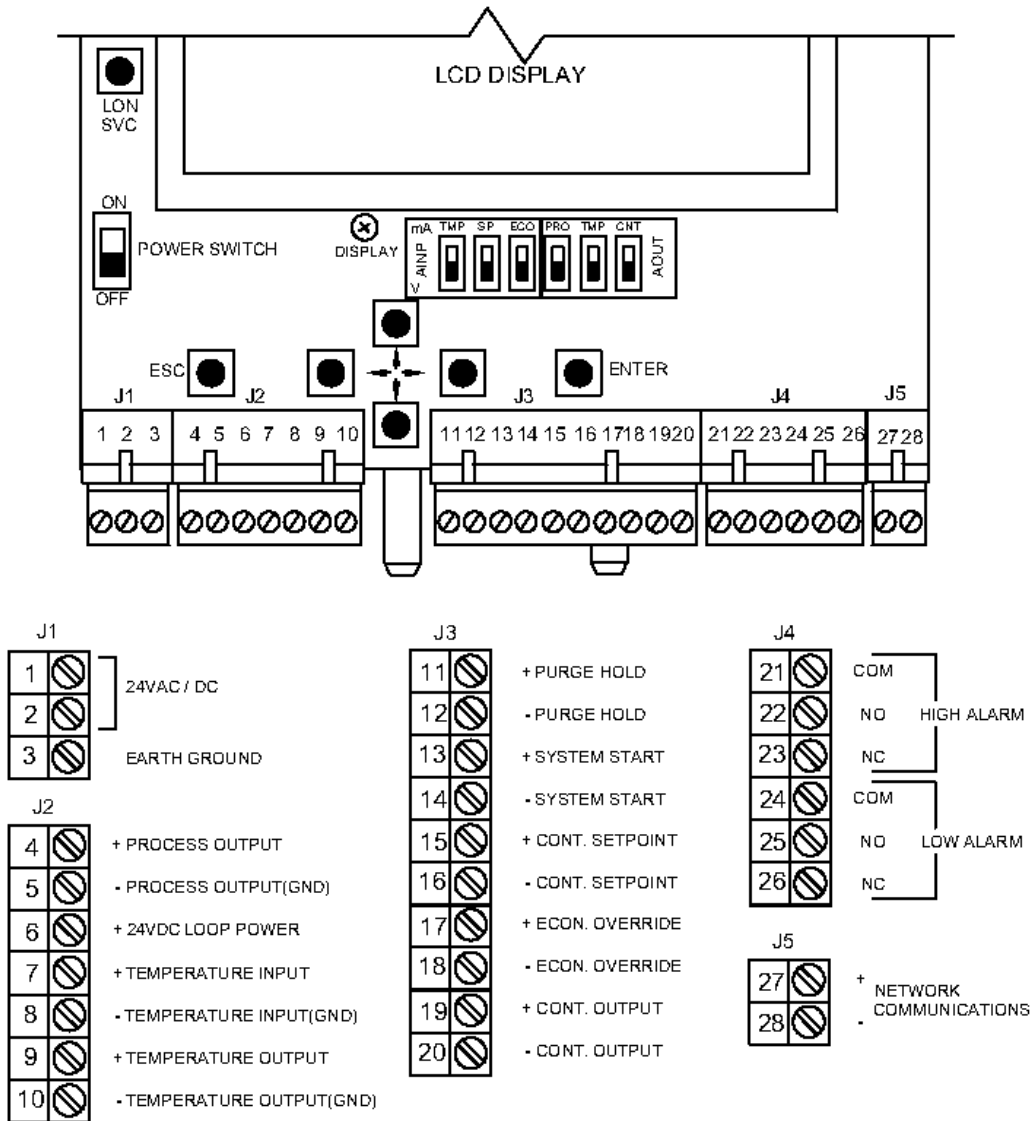 LCD DISPLAY
LON
SVC
ON
POWER SWITCH
OFF
DISPLAY
mA TMP SP ECO PRO TMP CNT
AINP
V
AOUT
ESC
ENTER
J1 J2 J3 J4 J5
1 2 3 4 5 6 7 8 9 10 11 12 13 14 15 16 17 18 19 20 21 22 23 24 25 26 27 28
J1
1
2
24VAC / DC
3 EARTH GROUND
J2
4 + PROCESS OUTPUT
5 - PROCESS OUTPUT(GND)
6 + 24VDC LOOP POWER
7 + TEMPERATURE INPUT
8 - TEMPERATURE INPUT(GND)
9 + TEMPERATURE OUTPUT
10 - TEMPERATURE OUTPUT(GND)
J3
11 + PURGE HOLD
12 - PURGE HOLD
13 + SYSTEM START
14 - SYSTEM START
15 + CONT. SETPOINT
16 - CONT. SETPOINT
17 + ECON. OVERRIDE
18 - ECON. OVERRIDE
19 + CONT. OUTPUT
20 - CONT. OUTPUT
J4
21 COM
22 NO HIGH ALARM
23 NC
24 COM
25 NO LOW ALARM
26 NC
J5
27 +
28 -
NETWORK
COMMUNICATIONS